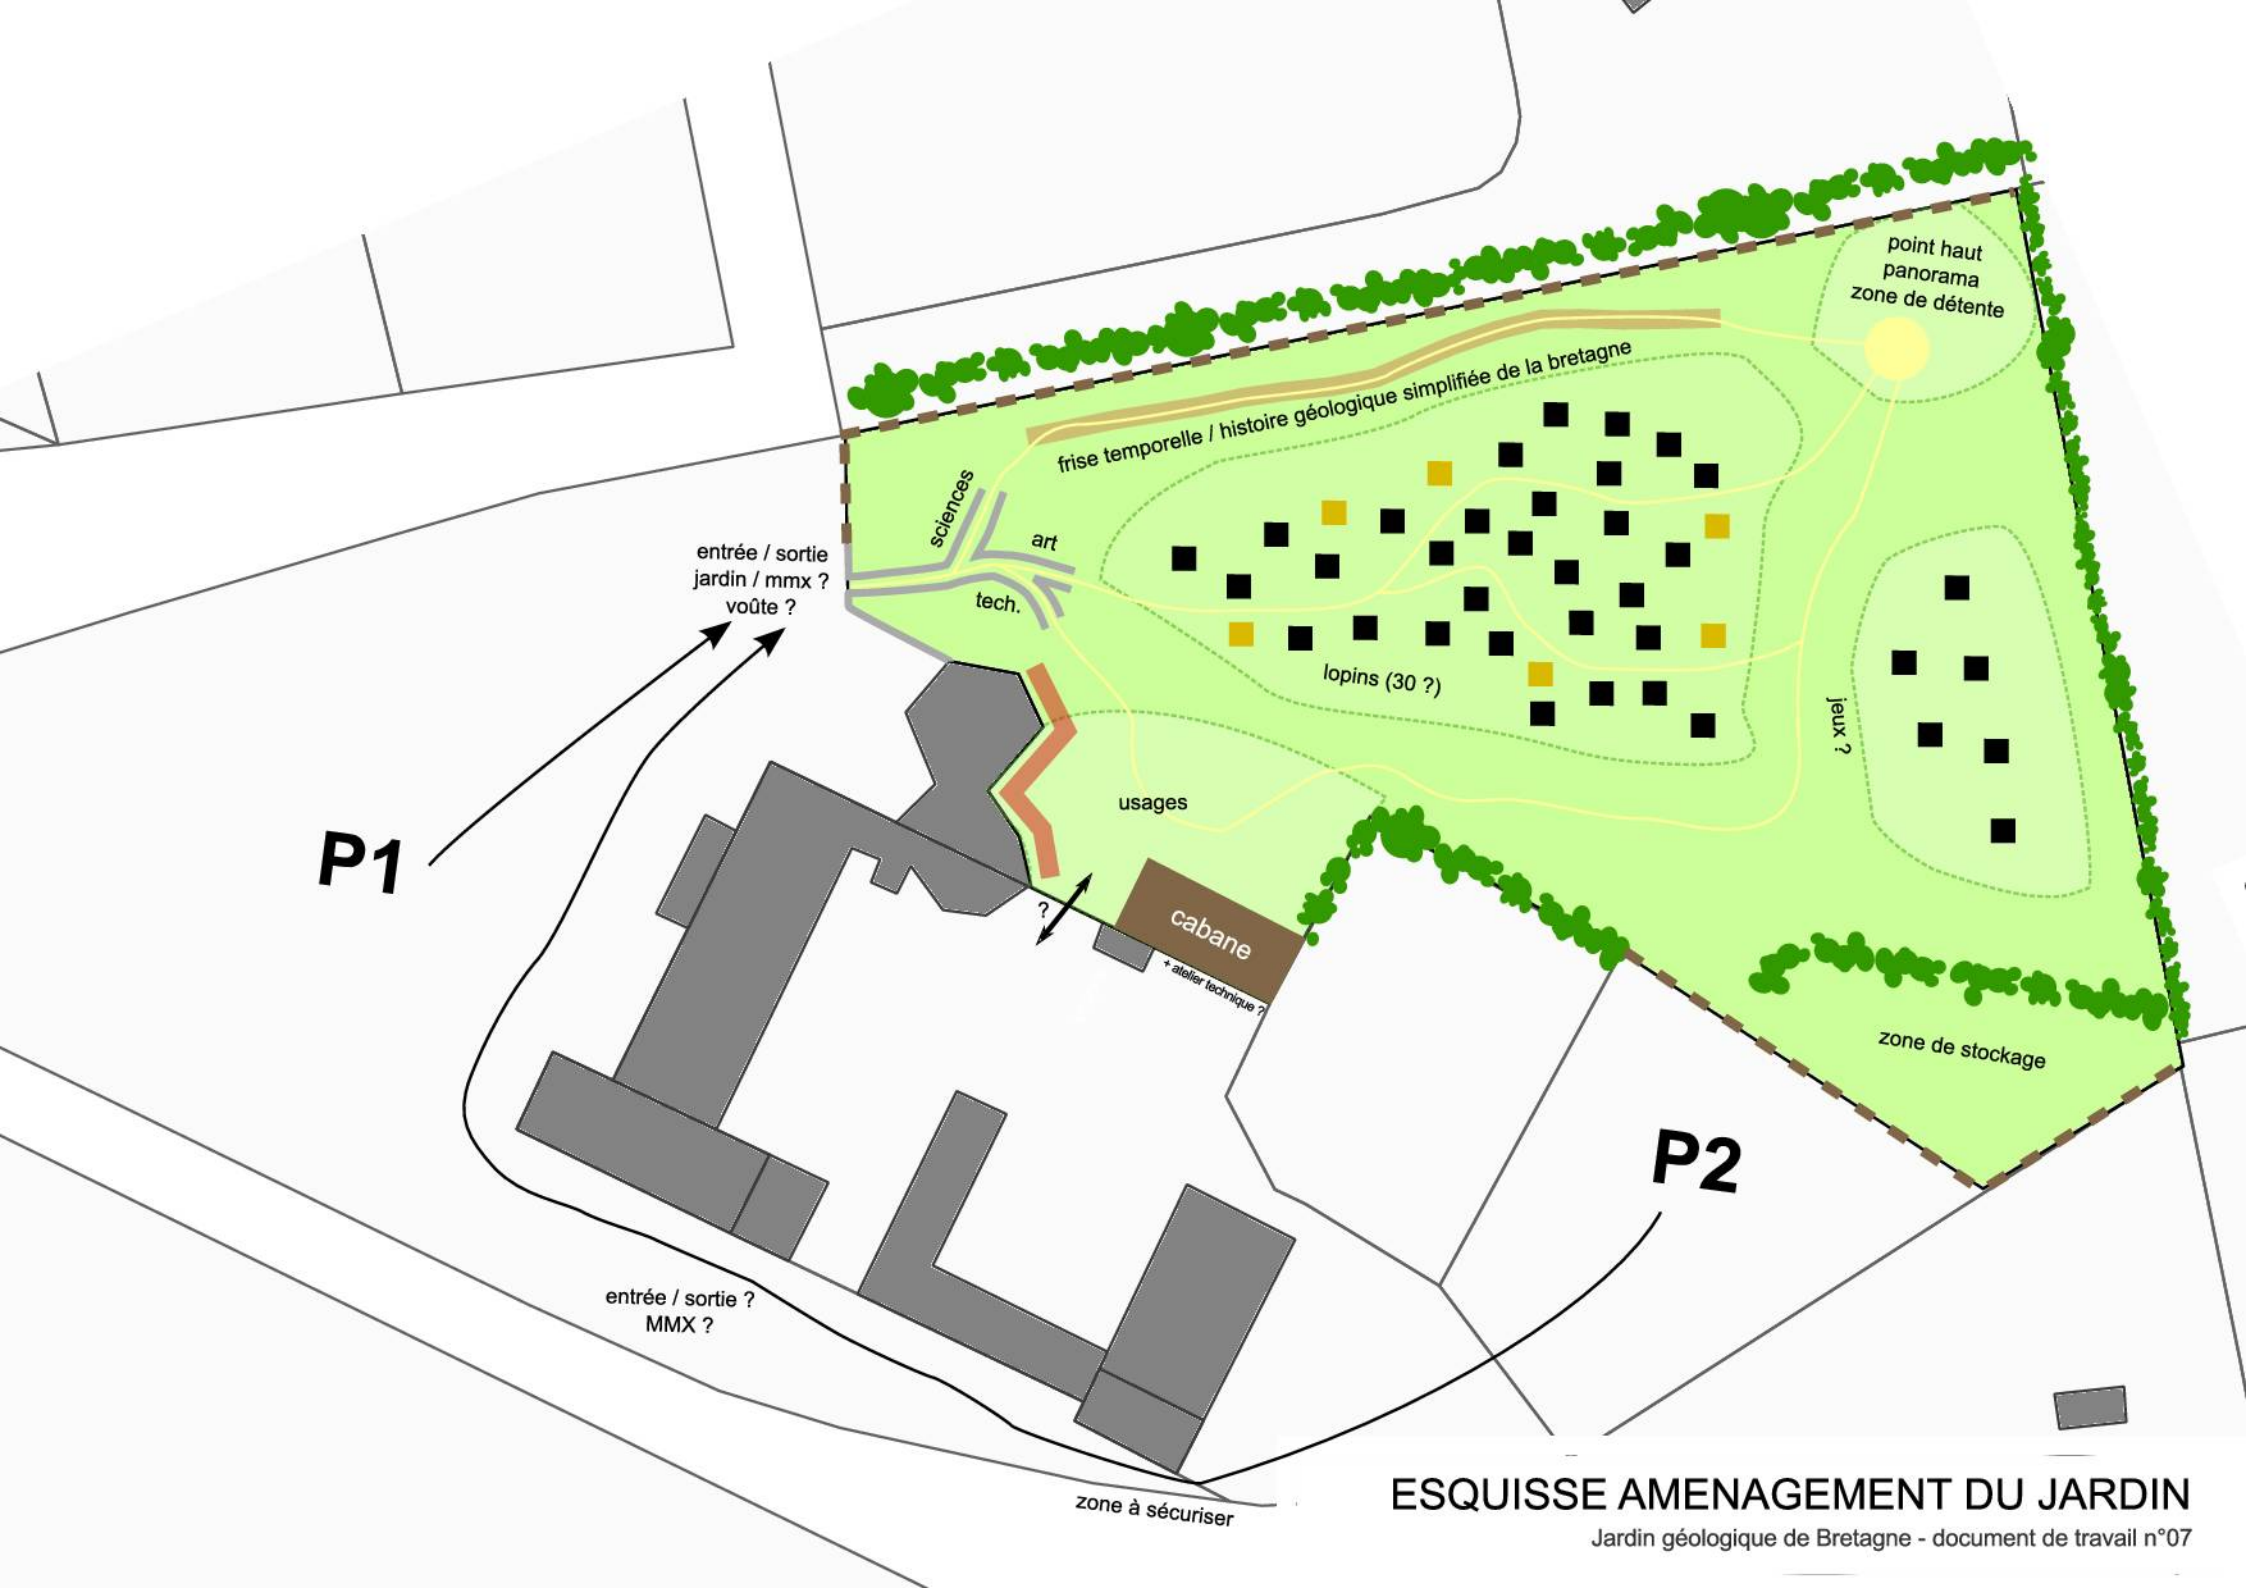 point haut
panorama
zone de détente
frise temporelle / histoire géologique simplifiée de la bretagne
sciences
art
tech.
entrée / sortie
jardin / mmx ?
voûte ?
lopins (30 ?)
jeux ?
usages
P1
?
cabane
+ atelier technique ?
zone de stockage
P2
entrée / sortie ?
MMX ?
zone à sécuriser
ESQUISSE AMENAGEMENT DU JARDIN
Jardin géologique de Bretagne - document de travail n°07